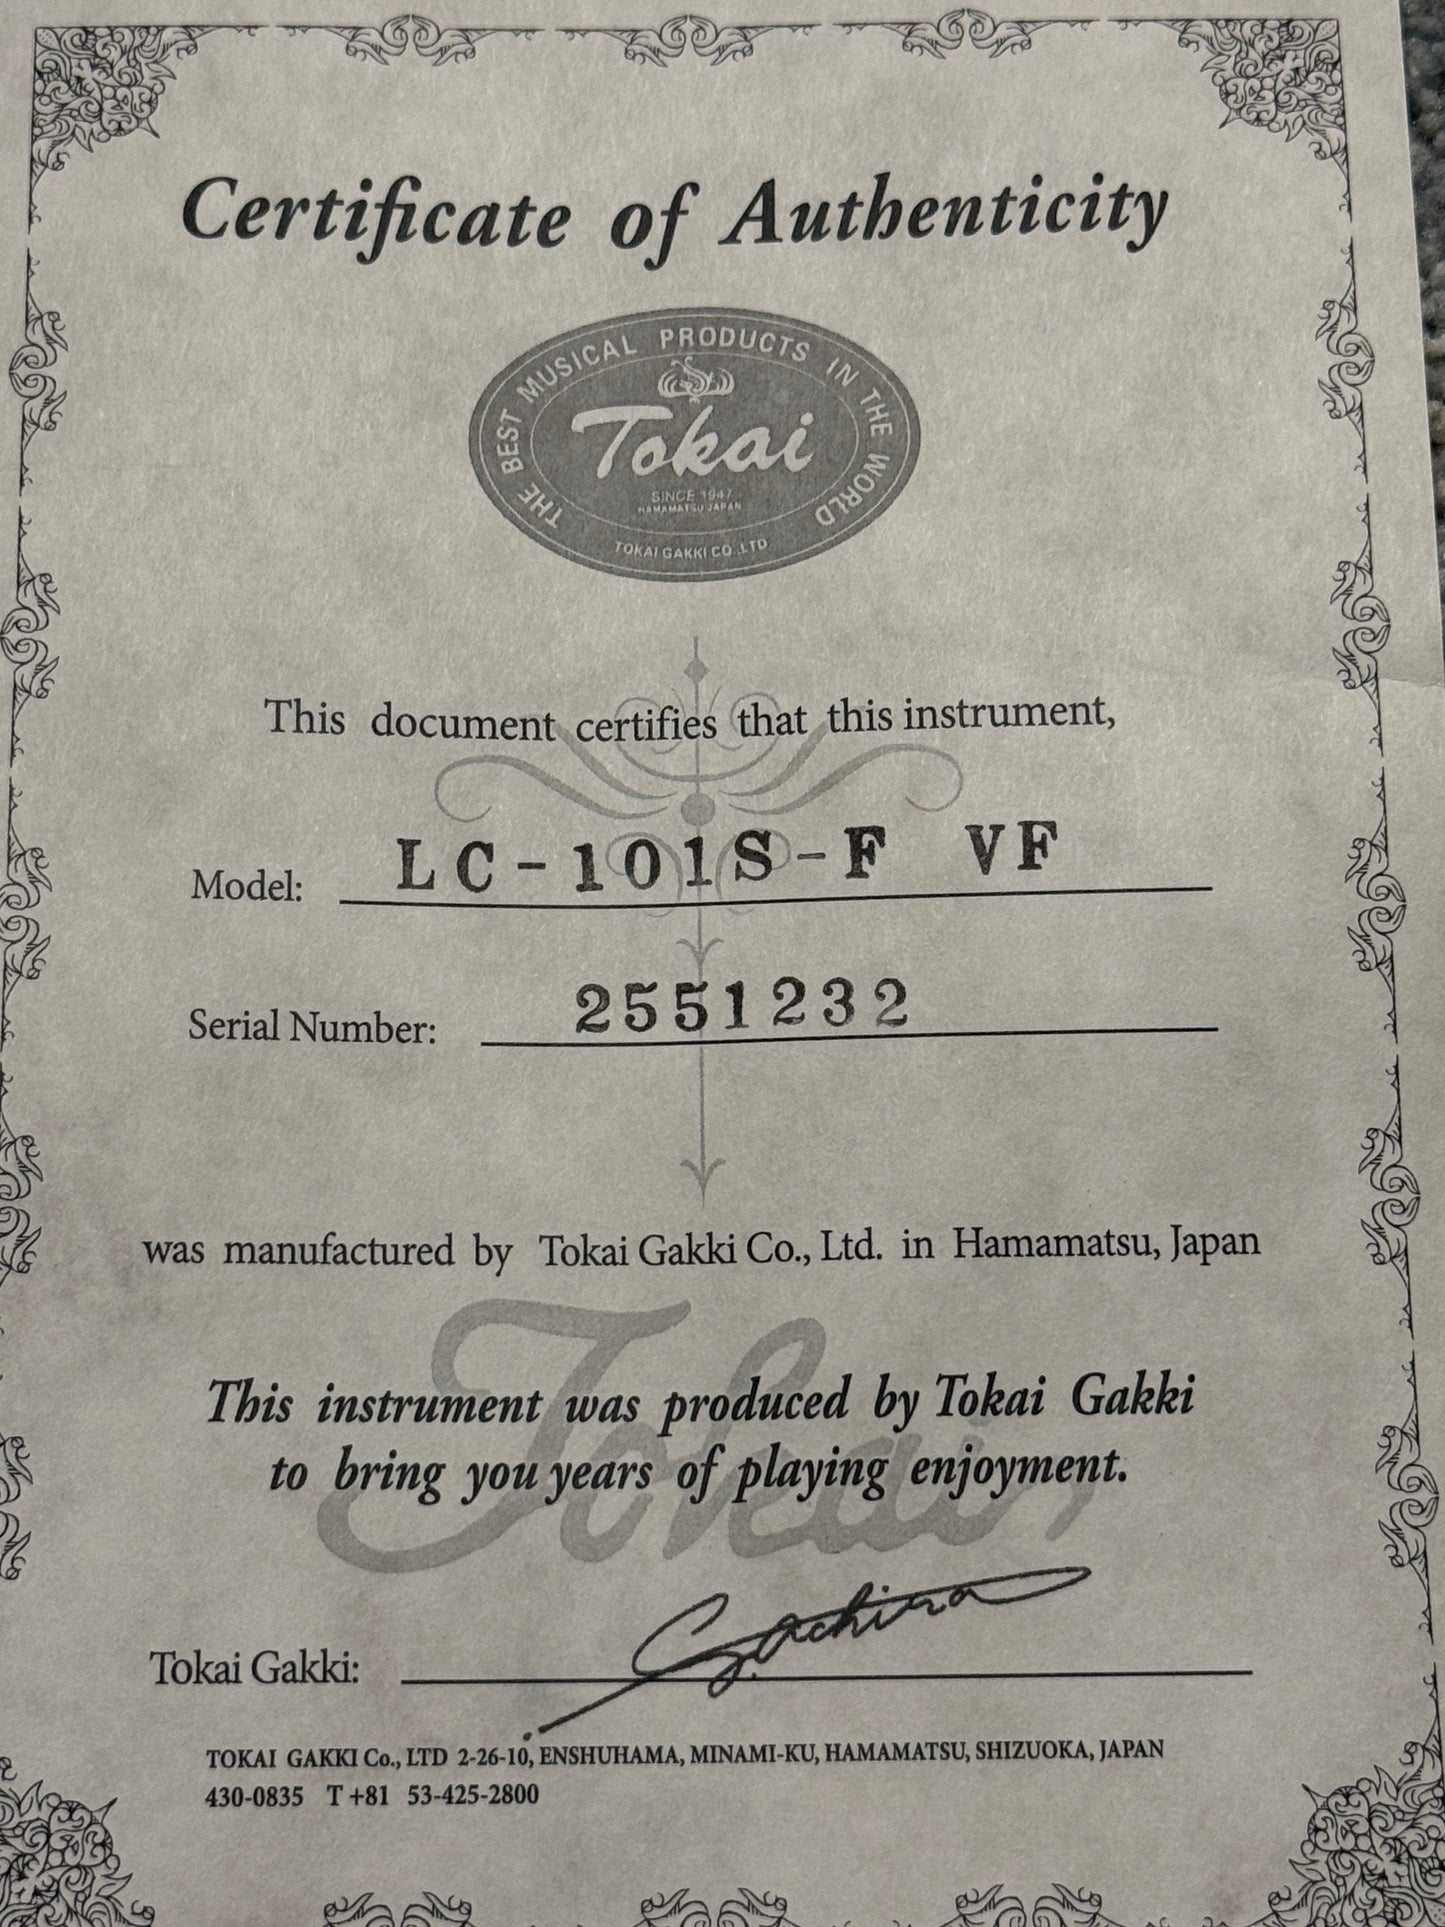 Certificate of Authenticity
THE BEST MUSICAL PRODUCTS IN THE WORLD
Tokai
SINCE 1947
HAMAMATSU JAPAN
TOKAI GAKKI CO.,LTD
This document certifies that this instrument,
Model: LC-101S-F VF
Serial Number: 2551232
was manufactured by Tokai Gakki Co., Ltd. in Hamamatsu, Japan
Tokai
This instrument was produced by Tokai Gakki
to bring you years of playing enjoyment.
Tokai Gakki:
TOKAI GAKKI Co., LTD 2-26-10, ENSHUHAMA, MINAMI-KU, HAMAMATSU, SHIZUOKA, JAPAN
430-0835 T +81 53-425-2800